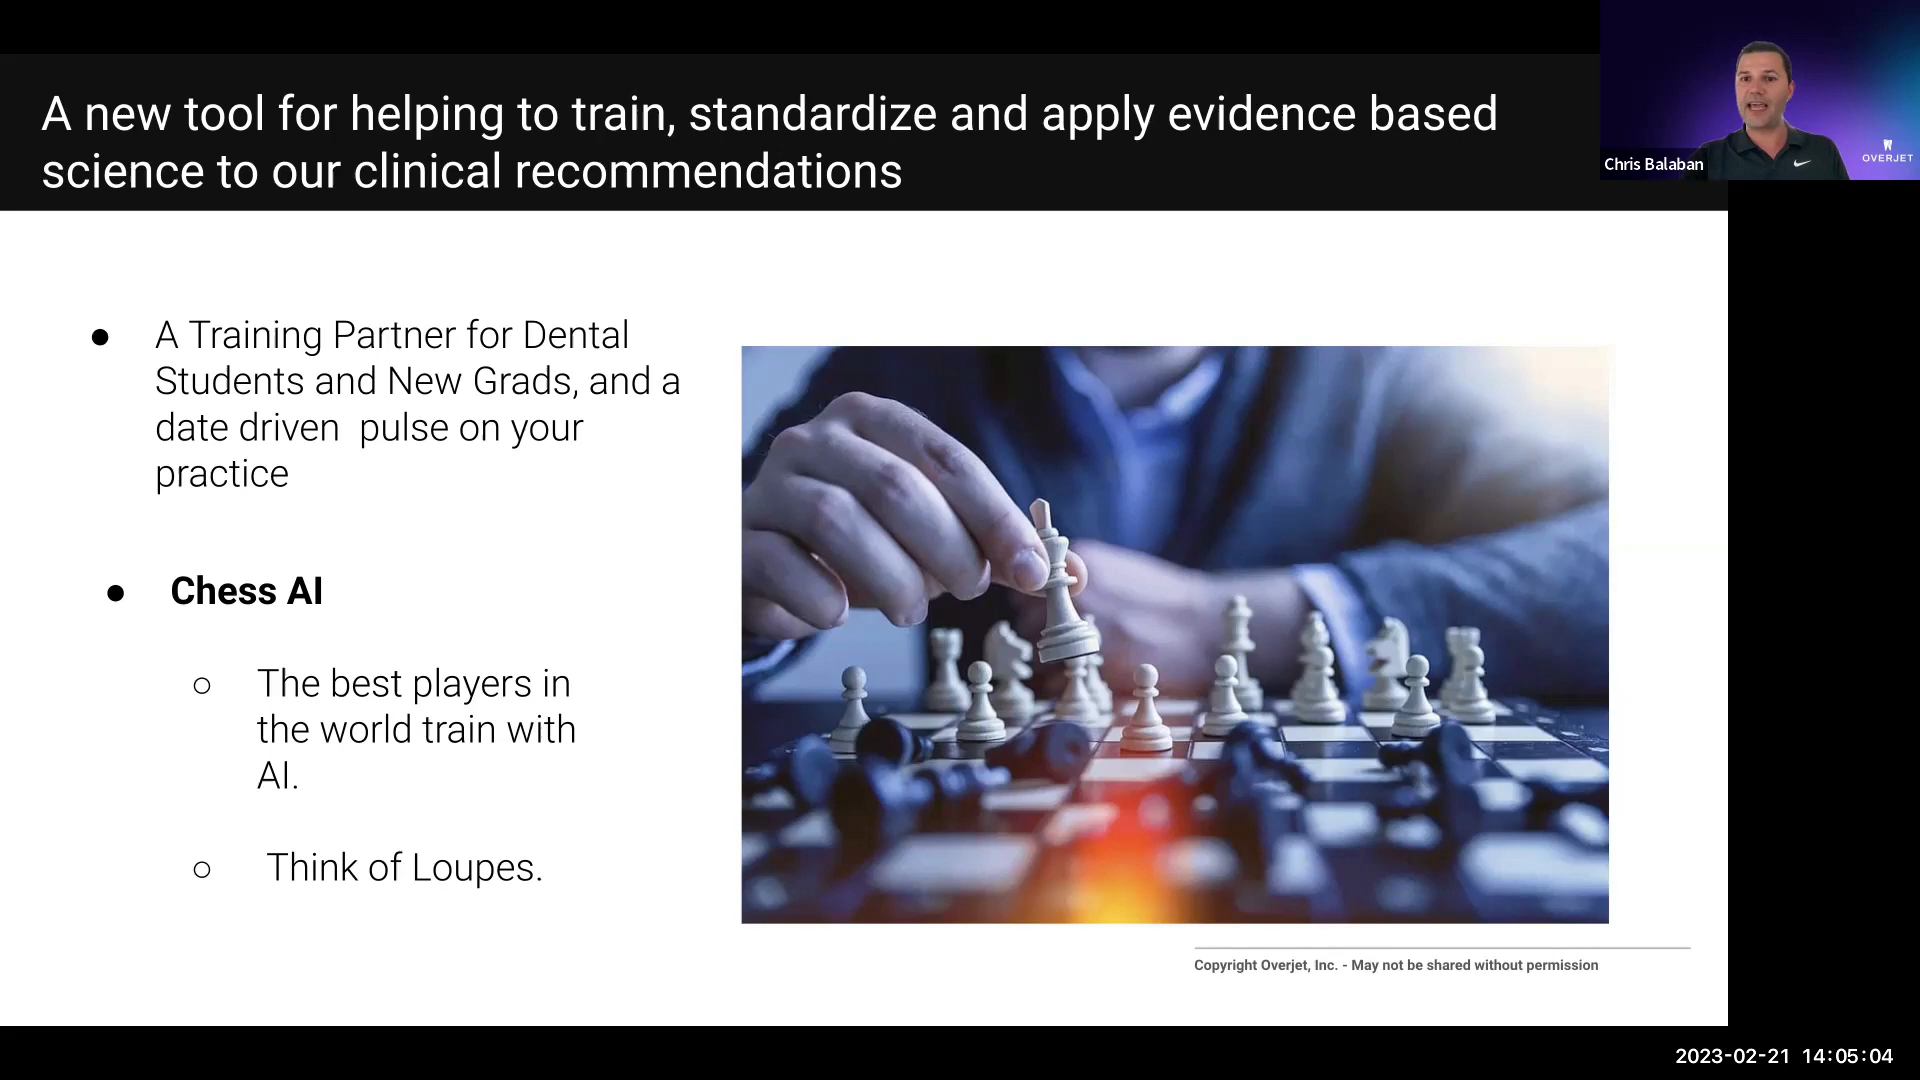 A new tool for helping to train, standardize and apply evidence based
science to our clinical recommendations
Chris Balaban
OVERJET
● A Training Partner for Dental
Students and New Grads, and a
date driven  pulse on your
practice
● Chess AI
○ The best players in
the world train with
AI.
○ Think of Loupes.
Copyright Overjet, Inc. - May not be shared without permission
2023-02-21 14:05:04